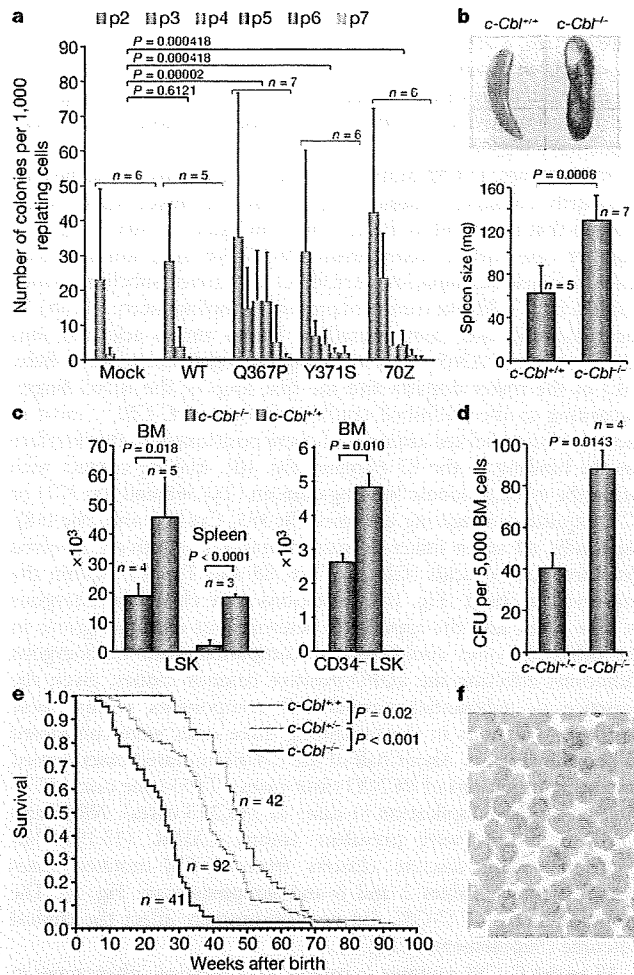 a
p2 p3 p4 p5 p6 p7
Number of colonies per 1,000
replating cells
90
80
70
60
50
40
30
20
10
0
P = 0.000418
P = 0.000418
P = 0.00002
P = 0.6121
n = 6
n = 5
n = 7
n = 6
n = 6
Mock WT Q367P Y371S 70Z
b
c-Cbl+/+ c-Cbl–/–
Spleen size (mg)
160
120
80
40
0
P = 0.0006
n = 5
n = 7
c-Cbl+/+ c-Cbl–/–
c
c-Cbl–/– c-Cbl+/+
BM
×10³
70
60
50
40
30
20
10
0
P = 0.018
n = 5
n = 4
Spleen
P < 0.0001
n = 3
LSK
BM
×10³
6
5
4
3
2
1
0
P = 0.010
CD34– LSK
d
CFU per 5,000 BM cells
100
80
60
40
20
0
n = 4
P = 0.0143
c-Cbl+/+ c-Cbl–/–
e
Survival
1.0
0.9
0.8
0.7
0.6
0.5
0.4
0.3
0.2
0.1
0.0
c-Cbl+/+
c-Cbl+/–
c-Cbl–/–
P = 0.02
P < 0.001
n = 42
n = 92
n = 41
0 10 20 30 40 50 60 70 80 90 100
Weeks after birth
f